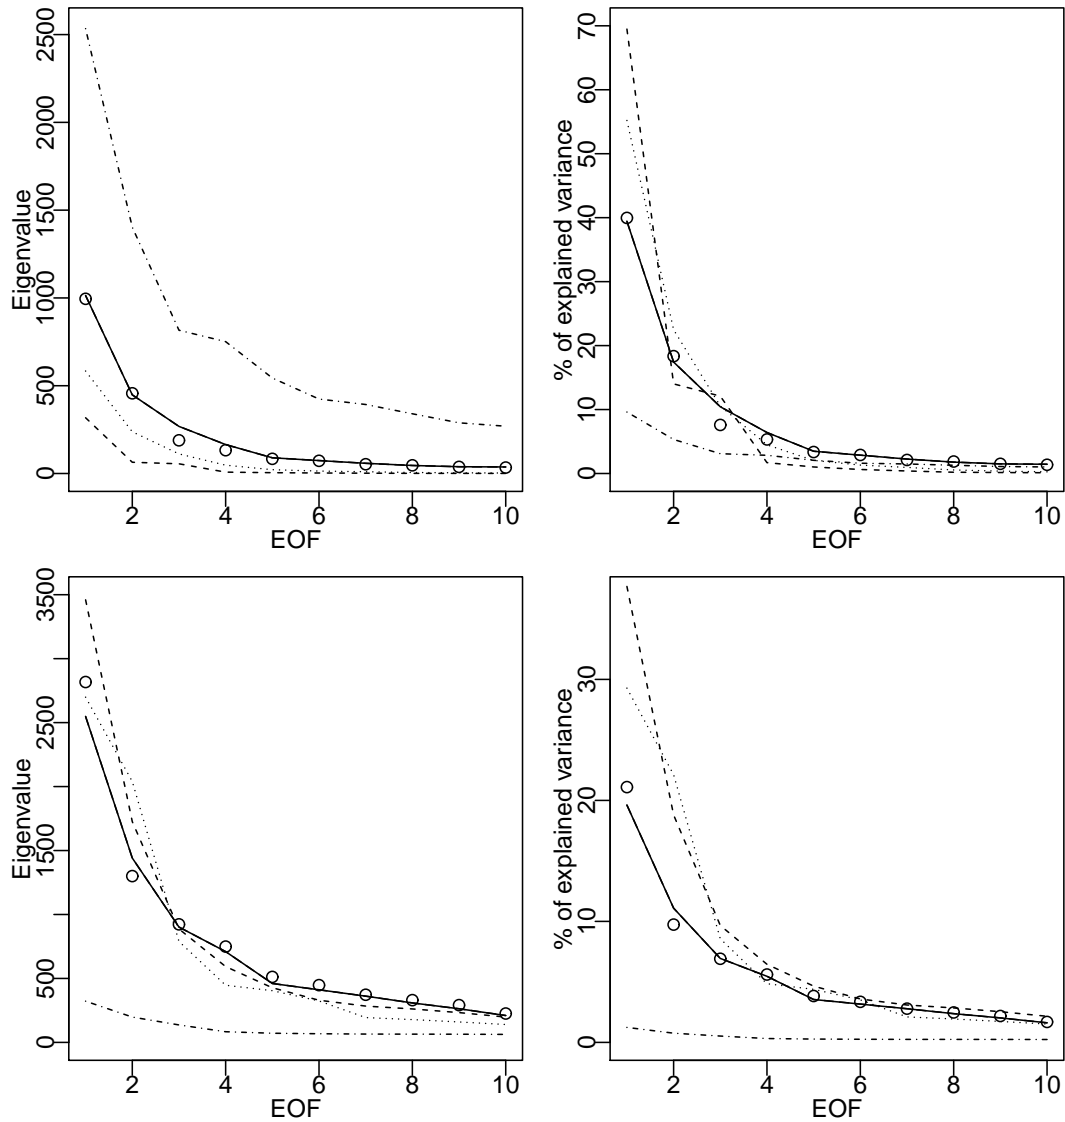 Eigenvalue
0 500 1000 1500 2000 2500
2 4 6 8 10
EOF
% of explained variance
0 10 20 30 40 50 60 70
2 4 6 8 10
EOF
Eigenvalue
0 500 1500 2500 3500
2 4 6 8 10
EOF
% of explained variance
0 10 20 30
2 4 6 8 10
EOF